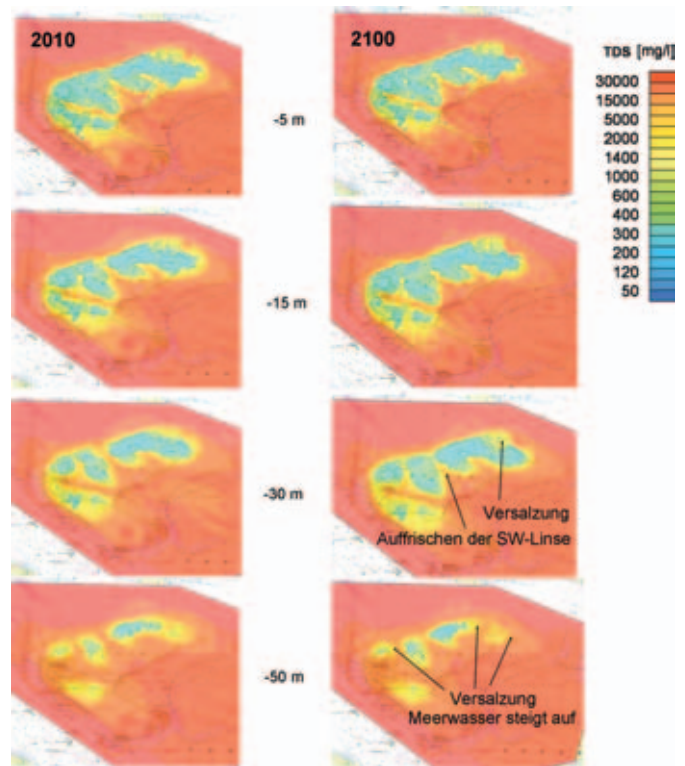 2010
2100
TDS [mg/l]
30000
15000
5000
2000
1400
1000
600
400
300
200
120
50
-5 m
-15 m
-30 m
Versalzung
Auffrischen der SW-Linse
-50 m
Versalzung
Meerwasser steigt auf